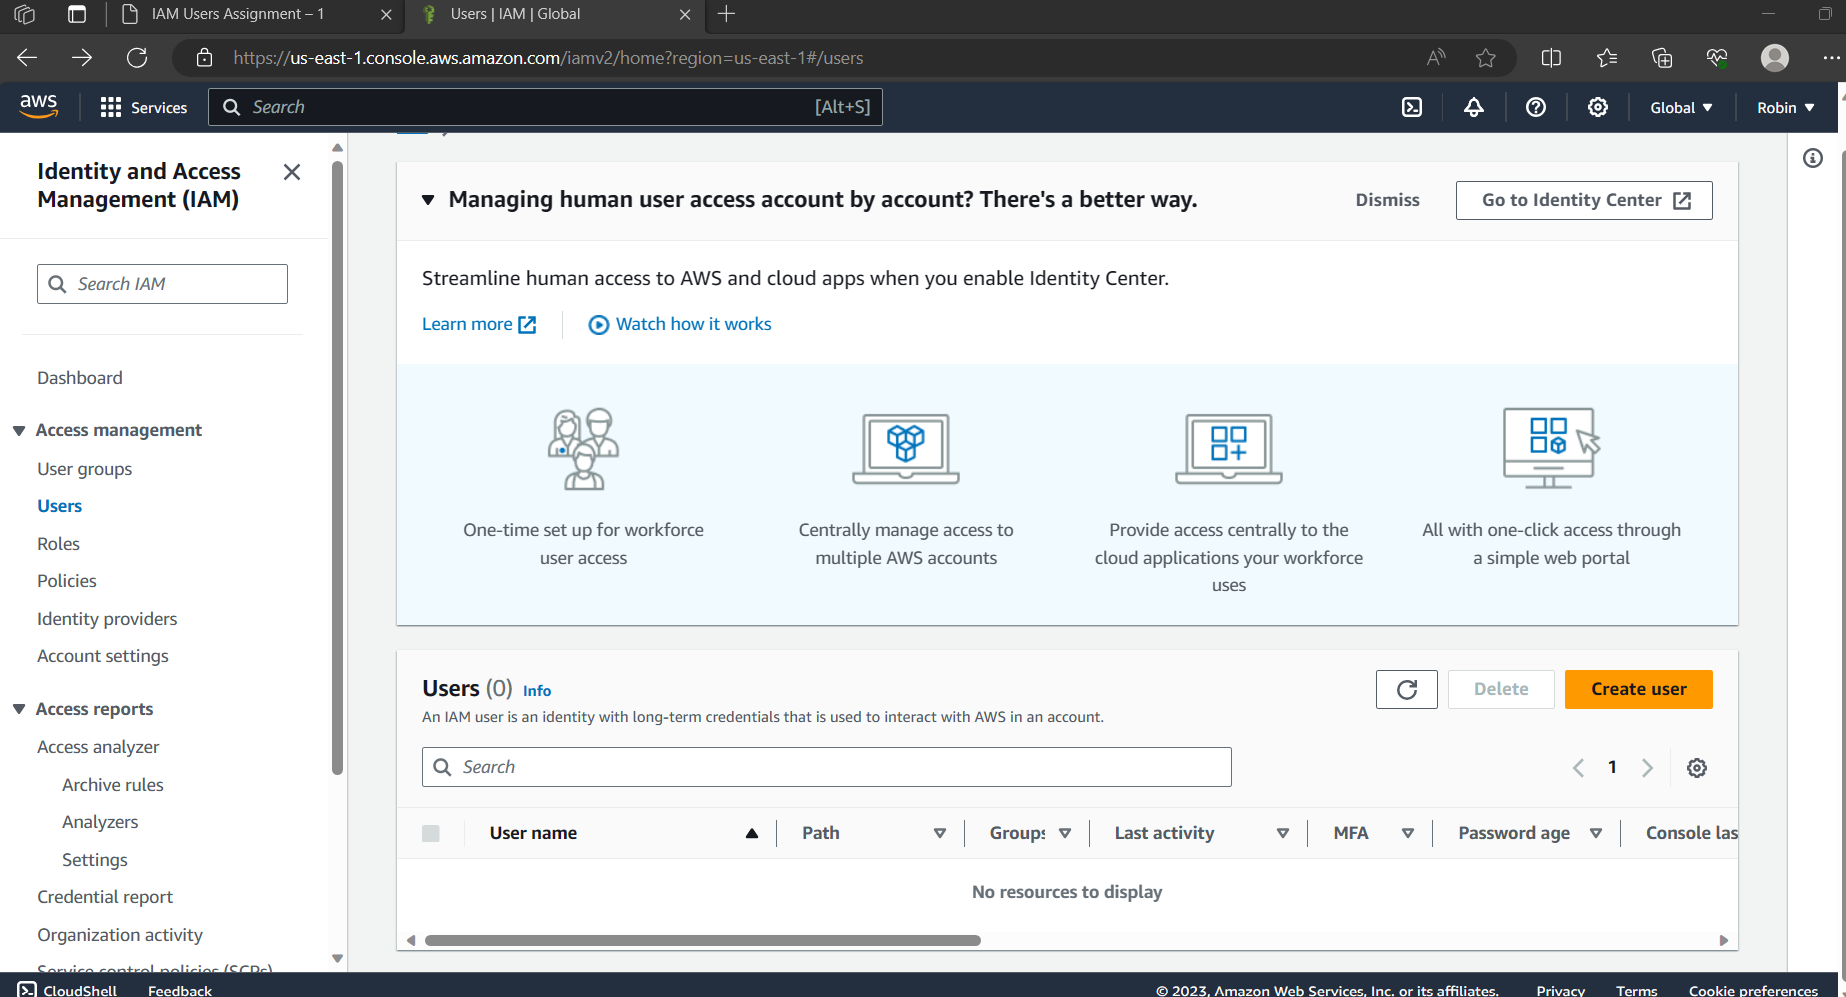 IAM Users Assignment – 1
Users | IAM | Global
https://us-east-1.console.aws.amazon.com/iamv2/home?region=us-east-1#/users
aws
Services
Search
[Alt+S]
Global
Robin
Identity and Access
Management (IAM)
Search IAM
Dashboard
Access management
User groups
Users
Roles
Policies
Identity providers
Account settings
Access reports
Access analyzer
Archive rules
Analyzers
Settings
Credential report
Organization activity
Service control policies (SCPs)
Managing human user access account by account? There's a better way.
Dismiss
Go to Identity Center
Streamline human access to AWS and cloud apps when you enable Identity Center.
Learn more
Watch how it works
One-time set up for workforce
user access
Centrally manage access to
multiple AWS accounts
Provide access centrally to the
cloud applications your workforce
uses
All with one-click access through
a simple web portal
Users (0) Info
Delete
Create user
An IAM user is an identity with long-term credentials that is used to interact with AWS in an account.
Search
1
User name
Path
Groups
Last activity
MFA
Password age
Console las
No resources to display
CloudShell
Feedback
© 2023, Amazon Web Services, Inc. or its affiliates.
Privacy
Terms
Cookie preferences